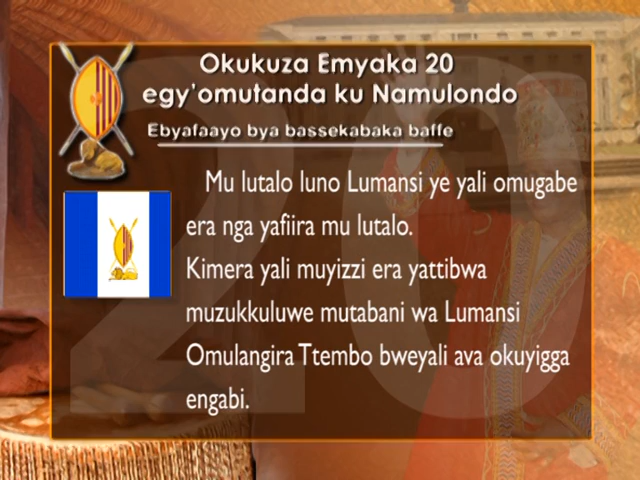 Okukuza Emyaka 20
egy'omutanda ku Namulondo
Ebyafaayo bya bassekabaka baffe
Mu lutalo luno Lumansi ye yali omugabe
era nga yafiira mu lutalo.
Kimera yali muyizzi era yattibwa
muzukkuluwe mutabani wa Lumansi
Omulangira Ttembo bweyali ava okuyigga
engabi.
20